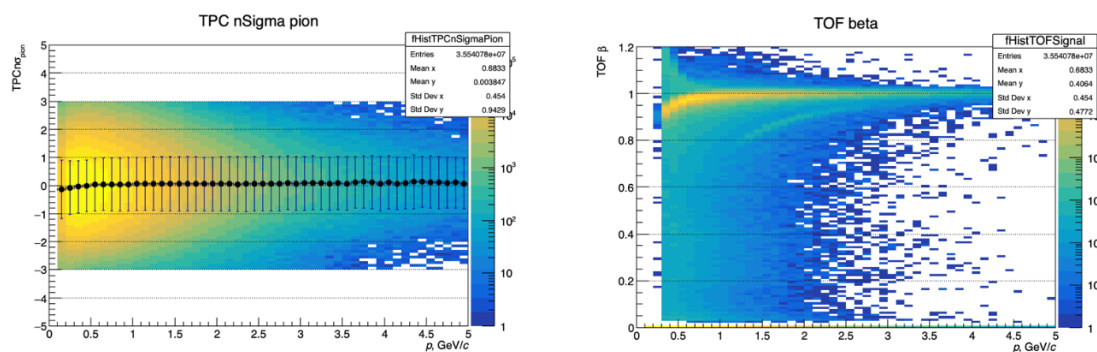 TPC nSigma pion
TPCnσpion
fHistTPCnSigmaPion
Entries 3.554078e+07
Mean x 0.6833
Mean y 0.003847
Std Dev x 0.454
Std Dev y 0.9429
5
4
3
2
1
0
−1
−2
−3
−4
−5
0 0.5 1 1.5 2 2.5 3 3.5 4 4.5 5
p, GeV/c
10³
10²
10
1
TOF beta
TOF β
fHistTOFSignal
Entries 3.554078e+07
Mean x 0.6833
Mean y 0.4064
Std Dev x 0.454
Std Dev y 0.4772
1.2
1
0.8
0.6
0.4
0.2
0
0 0.5 1 1.5 2 2.5 3 3.5 4 4.5 5
p, GeV/c
10
1